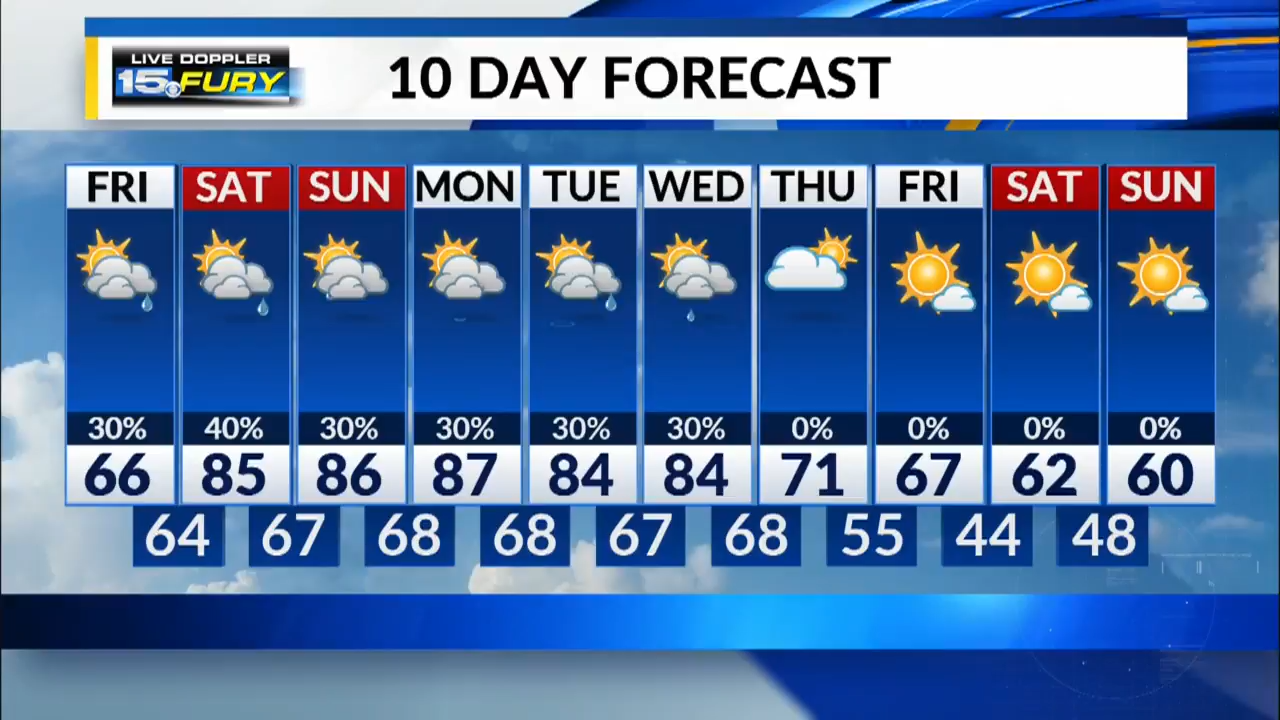 LIVE DOPPLER
15 FURY
10 DAY FORECAST
FRI SAT SUN MON TUE WED THU FRI SAT SUN
30% 40% 30% 30% 30% 30% 0% 0% 0% 0%
66 85 86 87 84 84 71 67 62 60
64 67 68 68 67 68 55 44 48